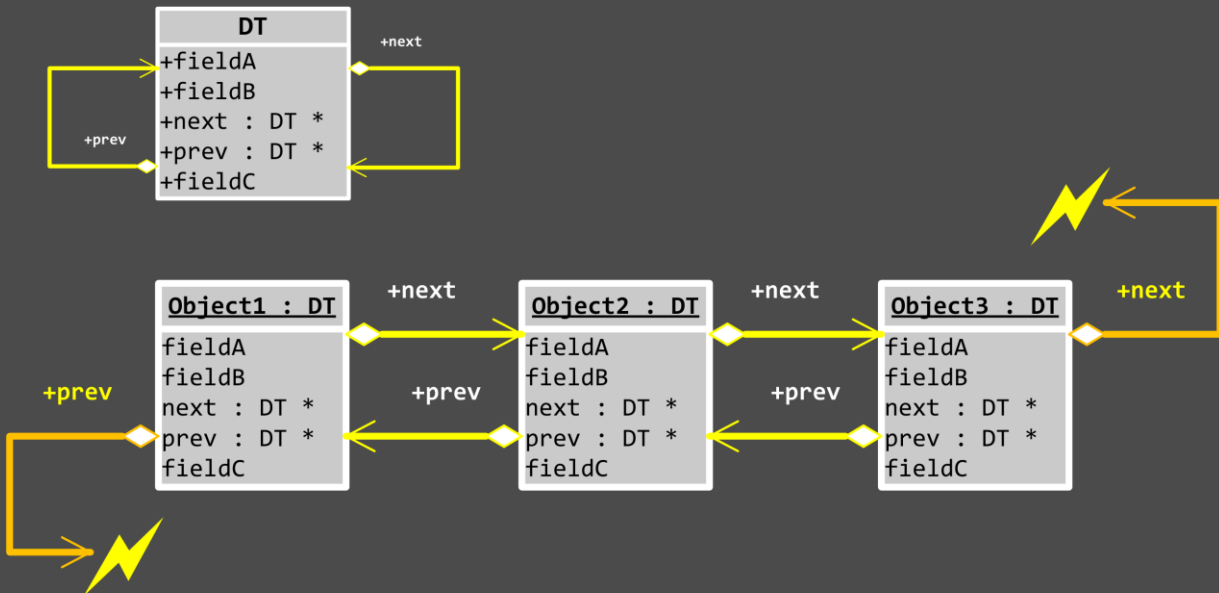 DT
+next
+fieldA
+fieldB
+next : DT *
+prev
+prev : DT *
+fieldC
+next
+next
+next
Object1 : DT
Object2 : DT
Object3 : DT
+prev
+prev
+prev
fieldA
fieldB
next : DT *
prev : DT *
fieldC
fieldA
fieldB
next : DT *
prev : DT *
fieldC
fieldA
fieldB
next : DT *
prev : DT *
fieldC